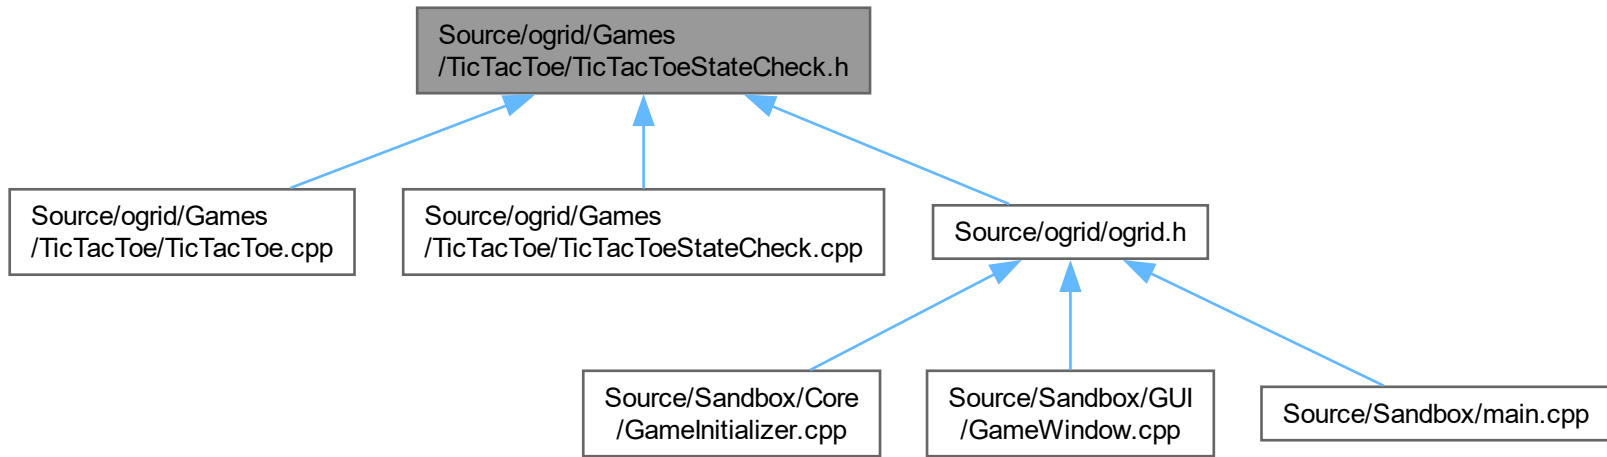 Source/ogrid/Games
/TicTacToe/TicTacToeStateCheck.h
Source/ogrid/Games
/TicTacToe/TicTacToe.cpp
Source/ogrid/Games
/TicTacToe/TicTacToeStateCheck.cpp
Source/ogrid/ogrid.h
Source/Sandbox/Core
/GameInitializer.cpp
Source/Sandbox/GUI
/GameWindow.cpp
Source/Sandbox/main.cpp